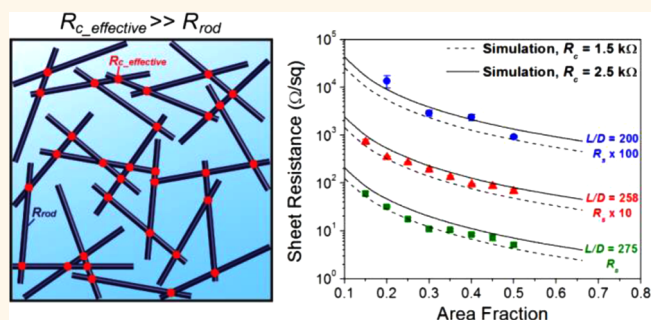 R_c_effective >> R_rod
R_c_effective
R_rod
Sheet Resistance (Ω/sq)
10^5
10^4
10^3
10^2
10^1
10^0
Simulation, R_c = 1.5 kΩ
Simulation, R_c = 2.5 kΩ
L/D = 200
R_s x 100
L/D = 258
R_s x 10
L/D = 275
R_s
0.1 0.2 0.3 0.4 0.5 0.6 0.7 0.8
Area Fraction